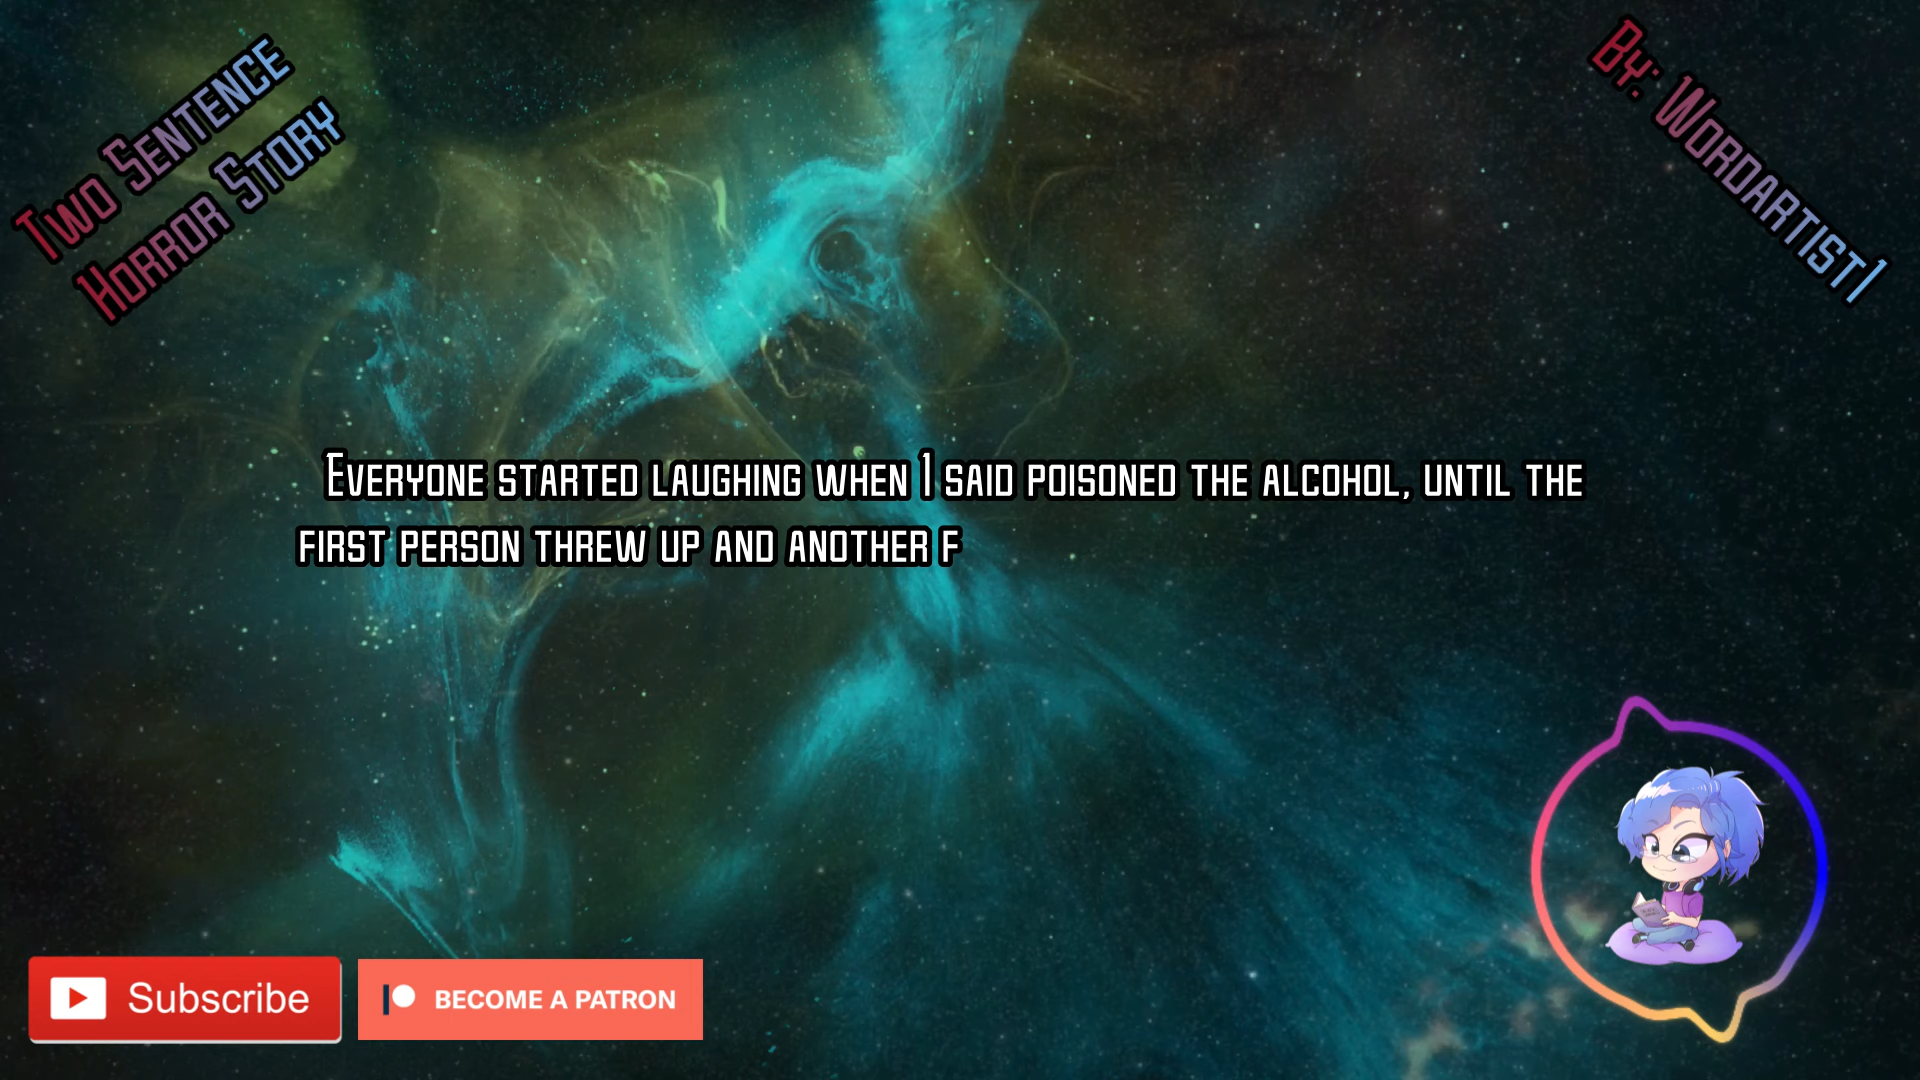 Two Sentence
Horror Story
By: Wordartist1
Everyone started laughing when I said poisoned the alcohol, until the
first person threw up and another f
Subscribe
BECOME A PATRON